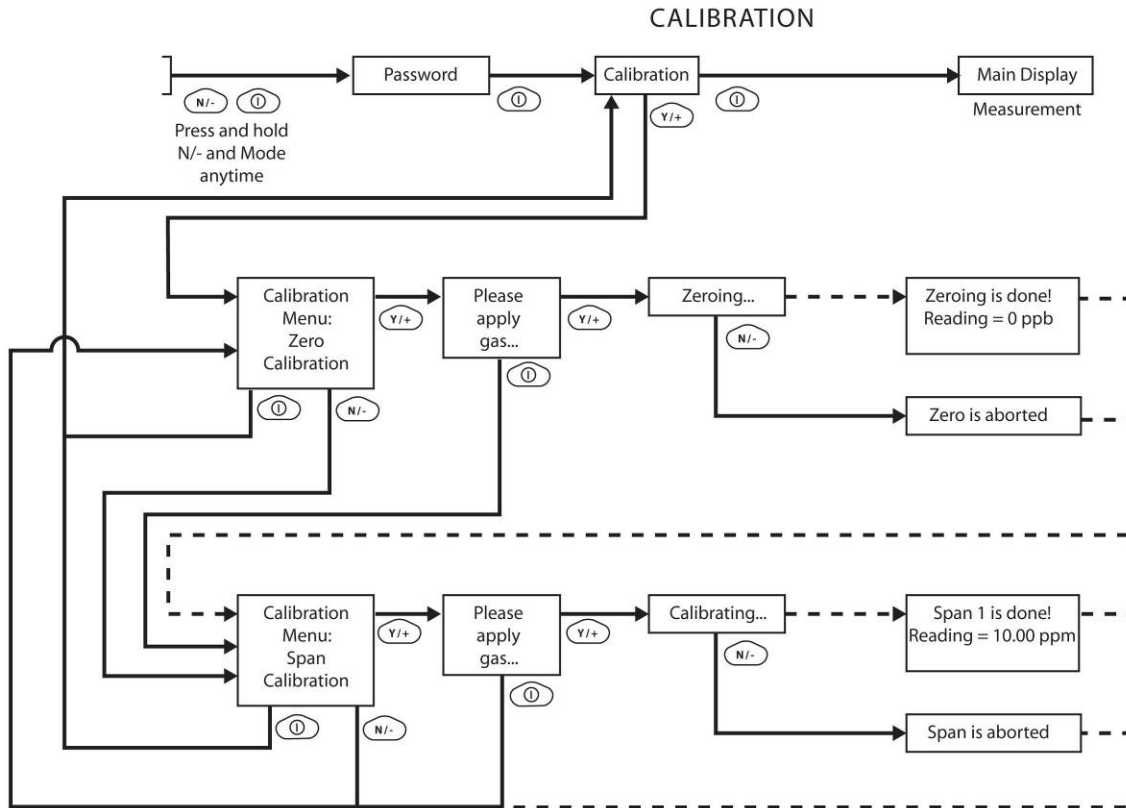 CALIBRATION
Password
Calibration
Main Display
Measurement
N/-
Press and hold
N/- and Mode
anytime
Y/+
Calibration
Menu:
Zero
Calibration
Y/+
Please
apply
gas...
Y/+
Zeroing...
N/-
Zeroing is done!
Reading = 0 ppb
N/-
Zero is aborted
Calibration
Menu:
Span
Calibration
Y/+
Please
apply
gas...
Y/+
Calibrating...
N/-
Span 1 is done!
Reading = 10.00 ppm
N/-
Span is aborted